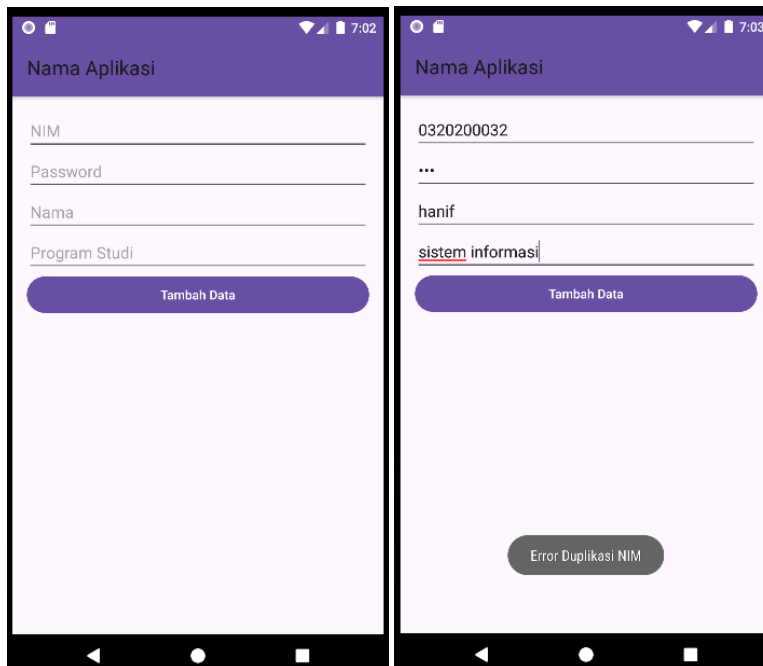 7:02
Nama Aplikasi
NIM
Password
Nama
Program Studi
Tambah Data
7:03
Nama Aplikasi
0320200032
•••
hanif
sistem informasi
Tambah Data
Error Duplikasi NIM